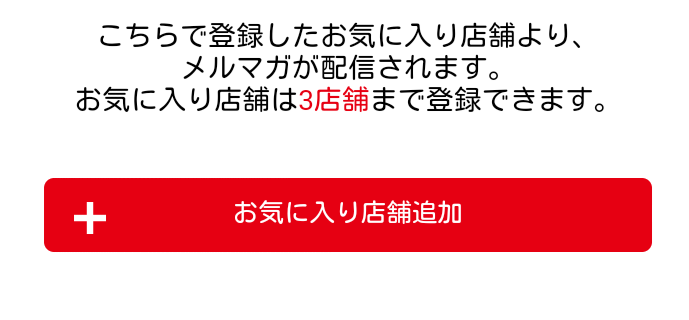 こちらで登録したお気に入り店舗より、
メルマガが配信されます。
お気に入り店舗は3店舗まで登録できます。
お気に入り店舗追加